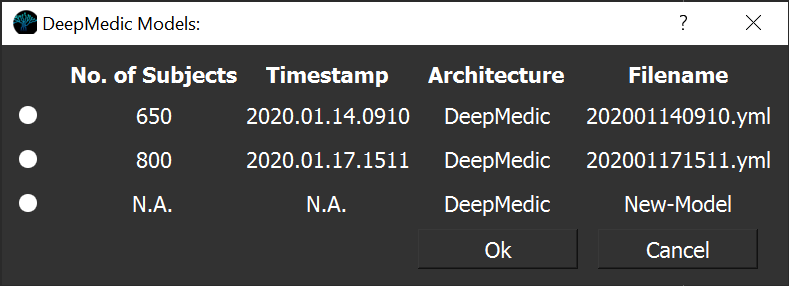 DeepMedic Models:
No. of Subjects Timestamp Architecture Filename
650 2020.01.14.0910 DeepMedic 202001140910.yml
800 2020.01.17.1511 DeepMedic 202001171511.yml
N.A. N.A. DeepMedic New-Model
Ok Cancel